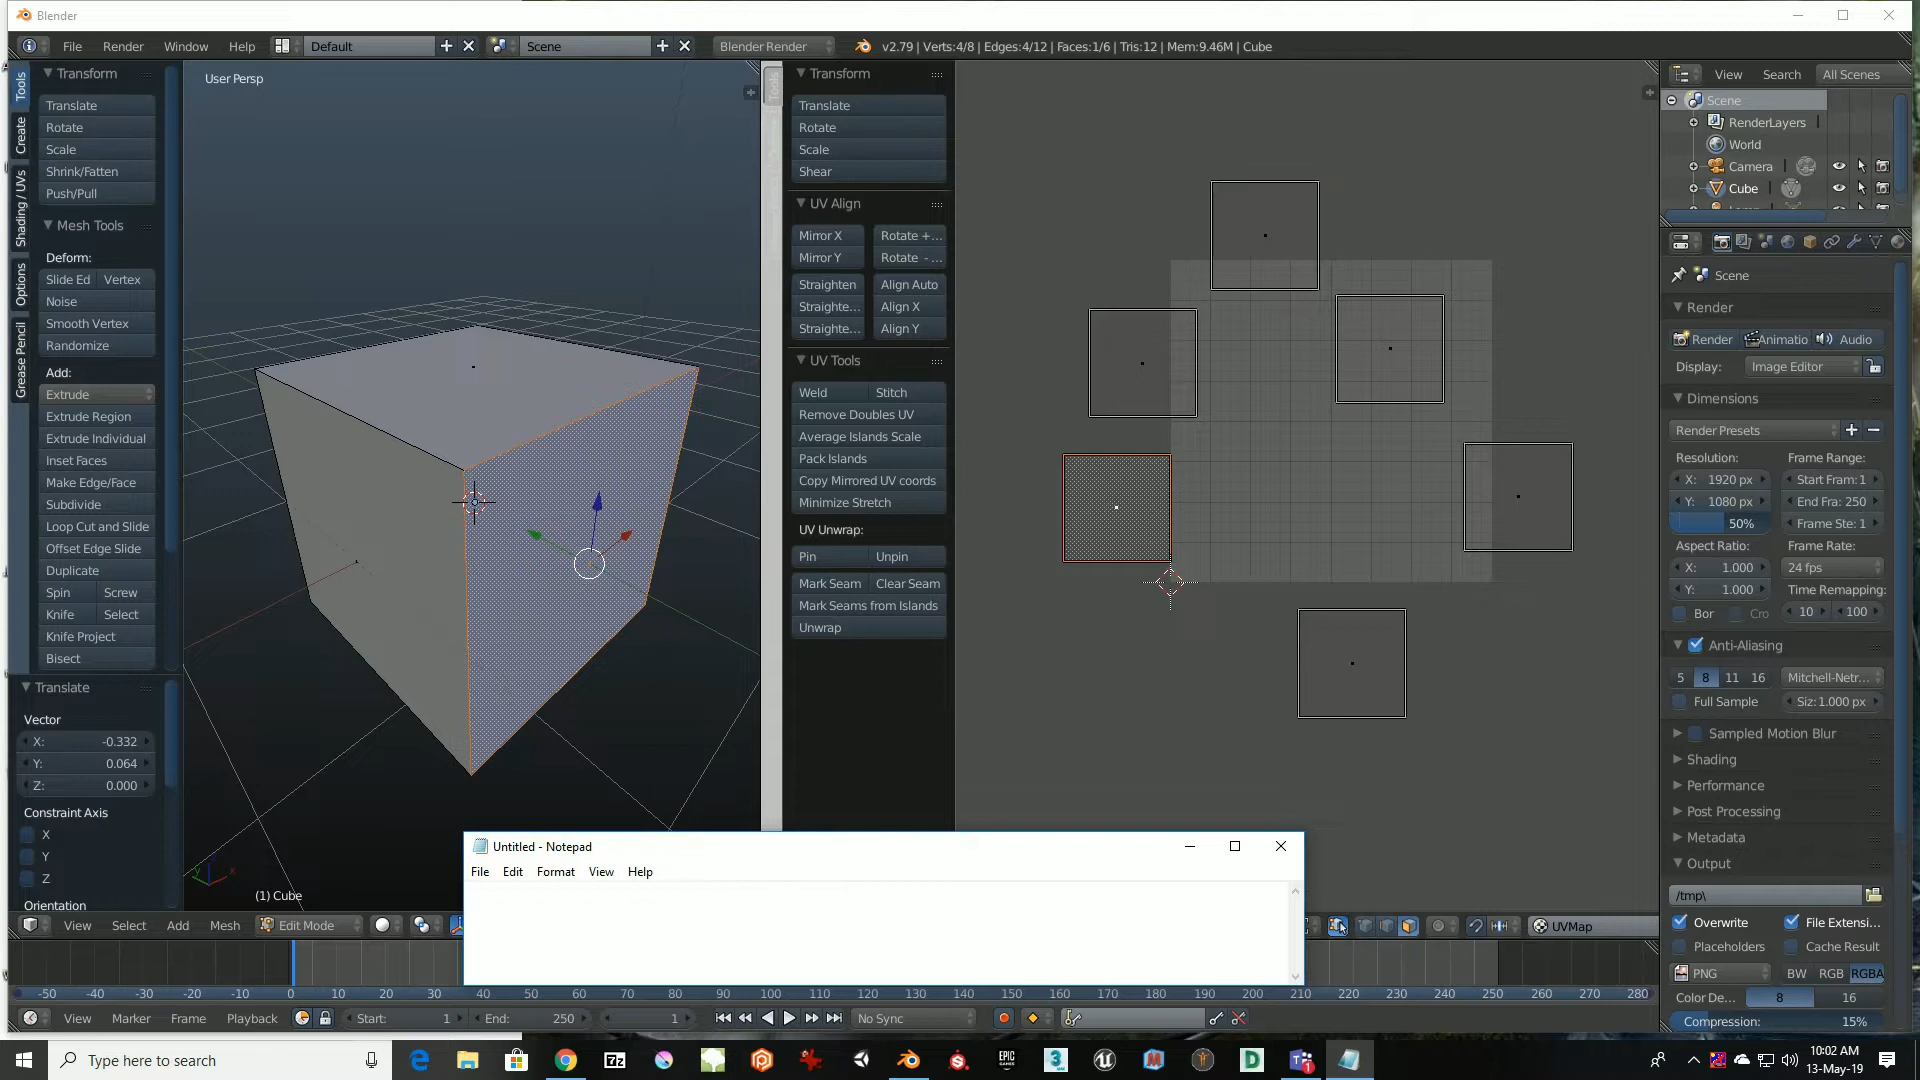 Blender
File Render Window Help Default Scene Blender Render v2.79 | Verts:4/8 | Edges:4/12 | Faces:1/6 | Tris:12 | Mem:9.46M | Cube
Tools
Create
Shading / UVs
Options
Grease Pencil
Transform
Translate
Rotate
Scale
Shrink/Fatten
Push/Pull
Mesh Tools
Deform:
Slide Ed Vertex
Noise
Smooth Vertex
Randomize
Add:
Extrude
Extrude Region
Extrude Individual
Inset Faces
Make Edge/Face
Subdivide
Loop Cut and Slide
Offset Edge Slide
Duplicate
Spin Screw
Knife Select
Knife Project
Bisect
Translate
Vector
X: -0.332
Y: 0.064
Z: 0.000
Constraint Axis
X
Y
Z
Orientation
User Persp
(1) Cube
View Select Add Mesh Edit Mode
Tools
Transform
Translate
Rotate
Scale
Shear
UV Align
Mirror X Rotate +...
Mirror Y Rotate - ...
Straighten Align Auto
Straighte... Align X
Straighte... Align Y
UV Tools
Weld Stitch
Remove Doubles UV
Average Islands Scale
Pack Islands
Copy Mirrored UV coords
Minimize Stretch
UV Unwrap:
Pin Unpin
Mark Seam Clear Seam
Mark Seams from Islands
Unwrap
UVMap
Untitled - Notepad
File Edit Format View Help
View Search All Scenes
Scene
RenderLayers
World
Camera
Cube
Scene
Render
Render Animatio Audio
Display: Image Editor
Dimensions
Render Presets
Resolution: Frame Range:
X: 1920 px Start Fram: 1
Y: 1080 px End Fra: 250
50% Frame Ste: 1
Aspect Ratio: Frame Rate:
X: 1.000 24 fps
Y: 1.000 Time Remapping:
Bor Cro 10 100
Anti-Aliasing
5 8 11 16 Mitchell-Netr...
Full Sample Siz: 1.000 px
Sampled Motion Blur
Shading
Performance
Post Processing
Metadata
Output
/tmp\
Overwrite File Extensi...
Placeholders Cache Result
PNG BW RGB RGBA
Color De... 8 16
Compression: 15%
-50 -40 -30 -20 -10 0 10 20 30 40 50 60 70 80 90 100 110 120 130 140 150 160 170 180 190 200 210 220 230 240 250 260 270 280
View Marker Frame Playback Start: 1 End: 250 1 No Sync
Type here to search
EPIC GAMES
10:02 AM
13-May-19